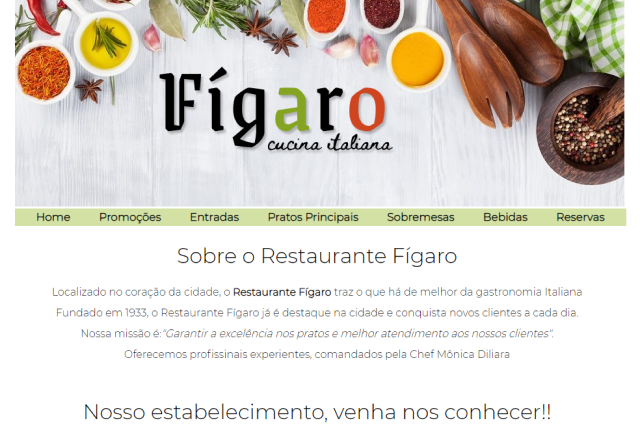 Fígaro
cucina italiana
Home Promoções Entradas Pratos Principais Sobremesas Bebidas Reservas
Sobre o Restaurante Fígaro
Localizado no coração da cidade, o Restaurante Fígaro traz o que há de melhor da gastronomia Italiana
Fundado em 1933, o Restaurante Fígaro já é destaque na cidade e conquista novos clientes a cada dia.
Nossa missão é:"Garantir a excelência nos pratos e melhor atendimento aos nossos clientes".
Oferecemos profissinais experientes, comandados pela Chef Mônica Diliara
Nosso estabelecimento, venha nos conhecer!!